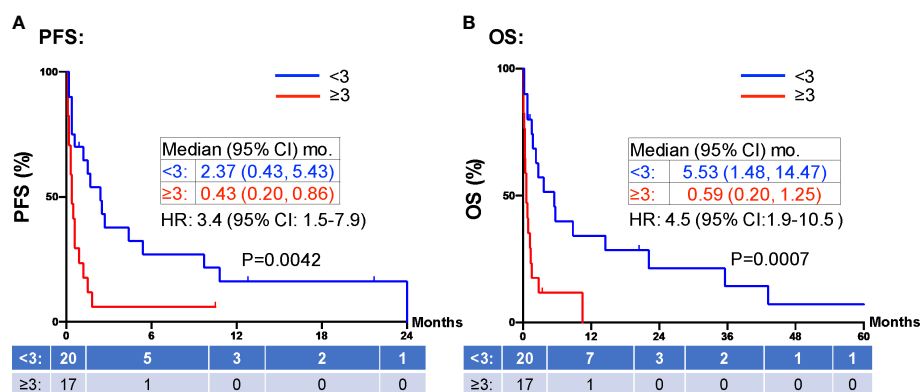 A
PFS:
100
50
0
PFS (%)
<3
≥3
Median (95% CI) mo.
<3: 2.37 (0.43, 5.43)
≥3: 0.43 (0.20, 0.86)
HR: 3.4 (95% CI: 1.5-7.9)
P=0.0042
0 6 12 18 24
Months
<3: 20 5 3 2 1
≥3: 17 1 0 0 0
B
OS:
100
50
0
OS (%)
<3
≥3
Median (95% CI) mo.
<3: 5.53 (1.48, 14.47)
≥3: 0.59 (0.20, 1.25)
HR: 4.5 (95% CI:1.9-10.5 )
P=0.0007
0 12 24 36 48 60
Months
<3: 20 7 3 2 1 1
≥3: 17 1 0 0 0 0